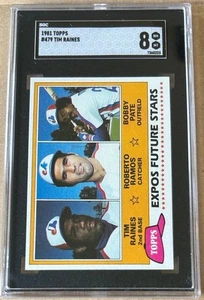 SGC
1981 TOPPS
#479 TIM RAINES
8
BOBBY PATE
OUTFIELD
ROBERTO RAMOS
CATCHER
TIM RAINES
2nd BASE
EXPOS FUTURE STARS
TOPPS